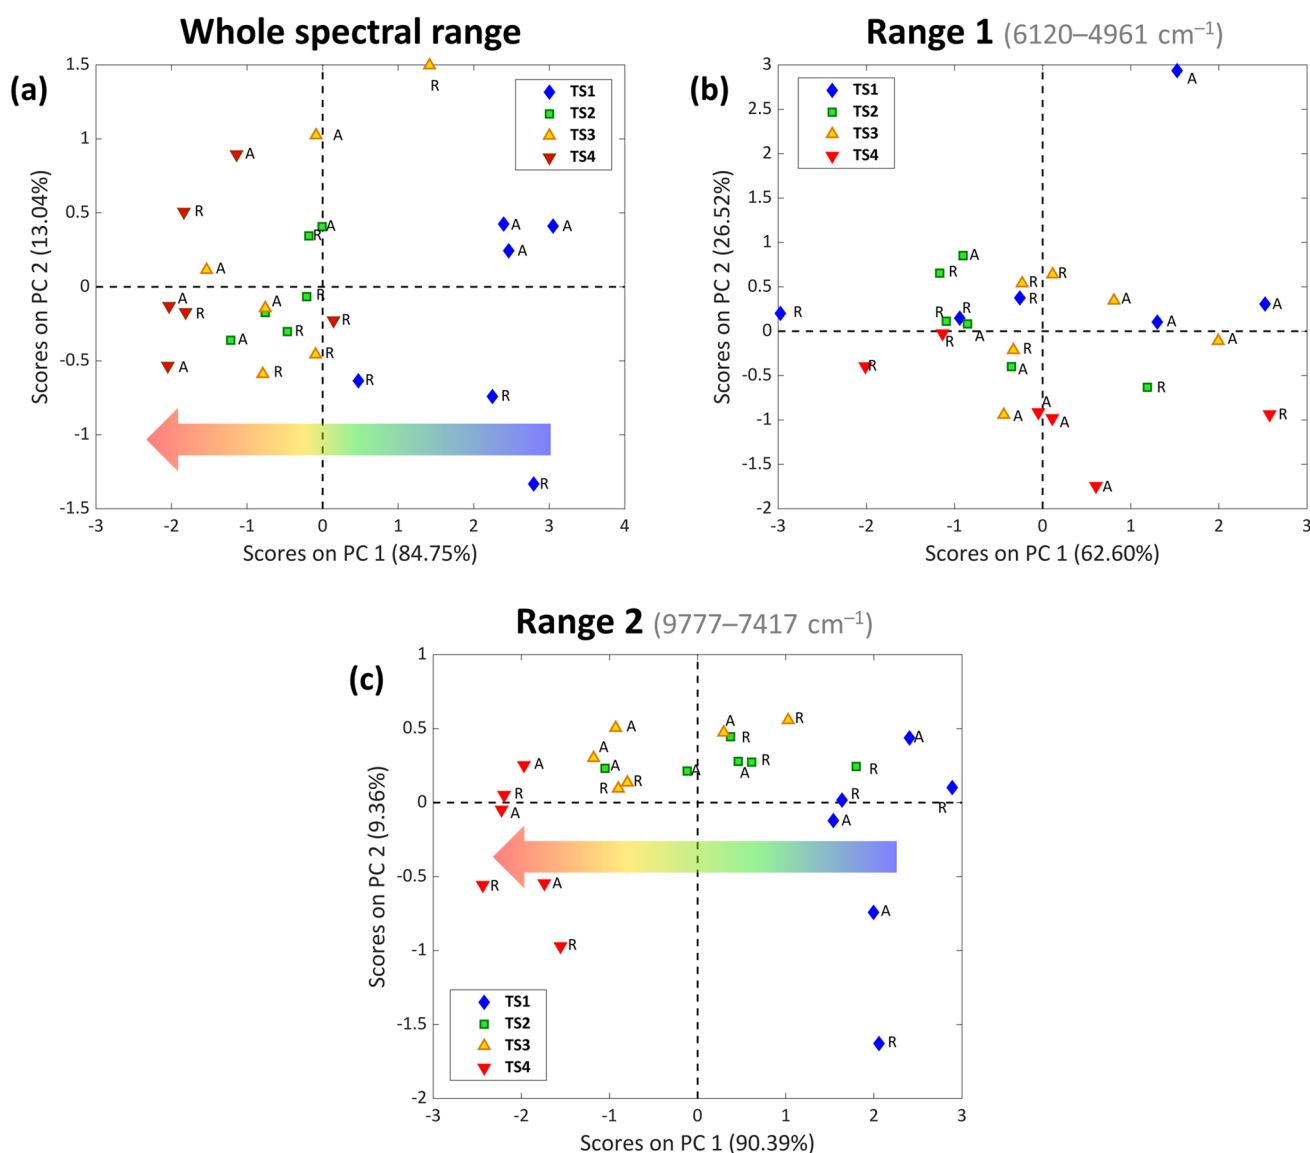 Whole spectral range
(a)
1.5
1
0.5
0
-0.5
-1
-1.5
Scores on PC 2 (13.04%)
TS1
TS2
TS3
TS4
R
A
A
R
A
R
A
A
A
A
A
R
A
R
R
A
R
A
A
R
R
R
R
R
-3 -2 -1 0 1 2 3 4
Scores on PC 1 (84.75%)
Range 1 (6120–4961 cm⁻¹)
(b)
3
2.5
2
1.5
1
0.5
0
-0.5
-1
-1.5
-2
Scores on PC 2 (26.52%)
TS1
TS2
TS3
TS4
A
A
R
R
R
R
A
A
R
R
R
A
A
R
A
R
R
A
R
A
A
A
R
A
-3 -2 -1 0 1 2 3
Scores on PC 1 (62.60%)
Range 2 (9777–7417 cm⁻¹)
(c)
1
0.5
0
-0.5
-1
-1.5
-2
Scores on PC 2 (9.36%)
A
A
R
R
A
A
A
A
A
R
R
A
R
R
R
R
R
A
A
R
A
A
R
R
TS1
TS2
TS3
TS4
-3 -2 -1 0 1 2 3
Scores on PC 1 (90.39%)